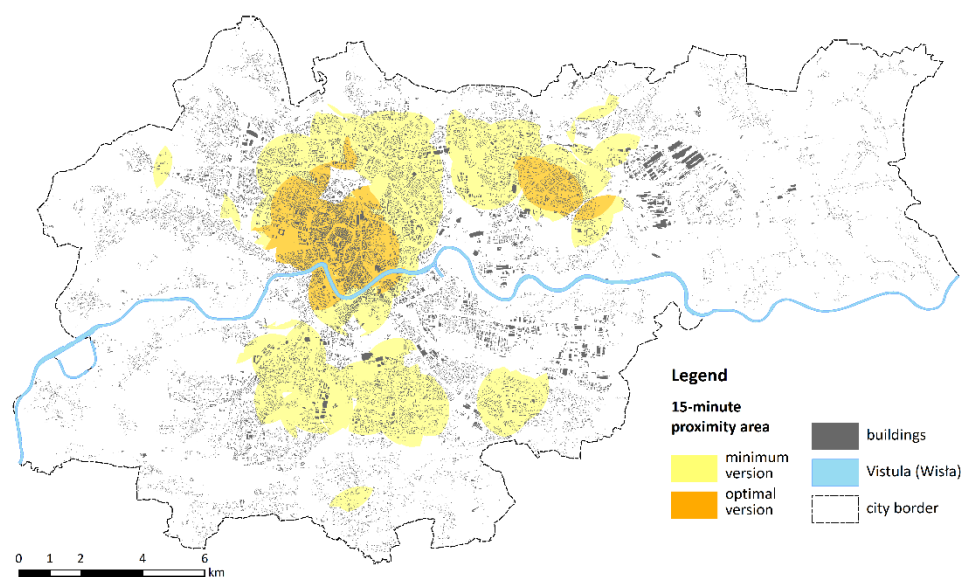 Legend
15-minute
proximity area
minimum
version
optimal
version
buildings
Vistula (Wisła)
city border
0 1 2 4 6
km